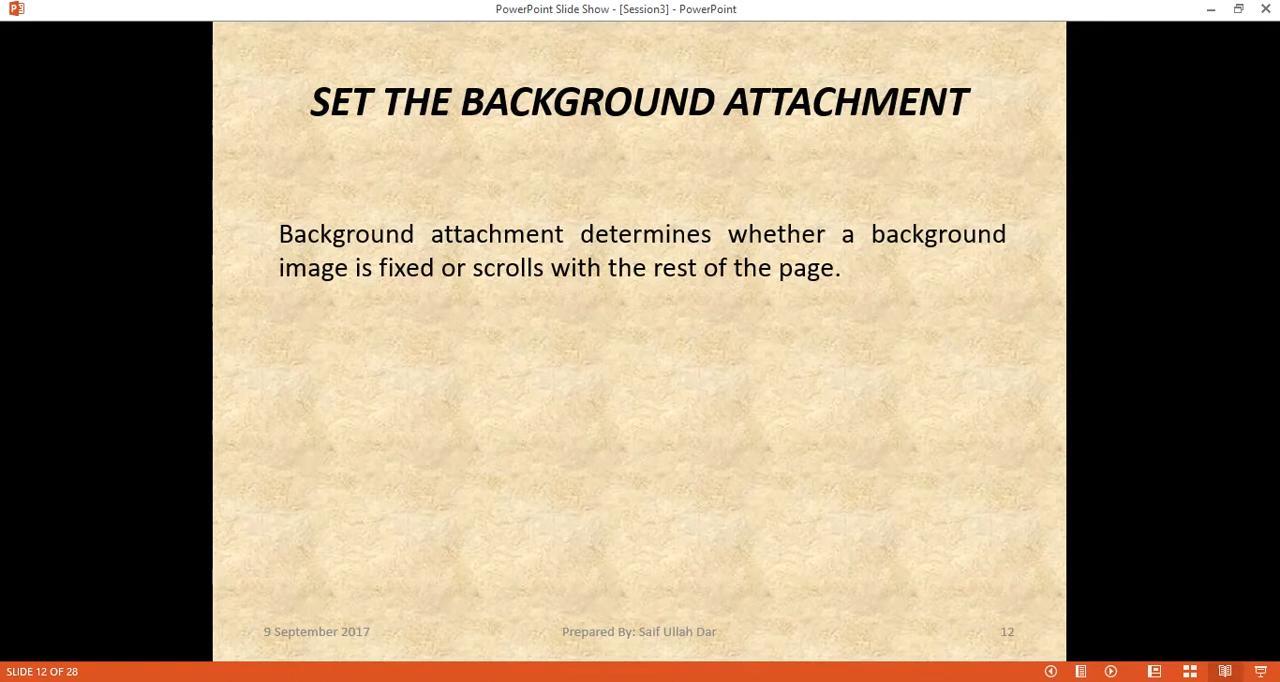 PowerPoint Slide Show - [Session3] - PowerPoint
SET THE BACKGROUND ATTACHMENT
Background attachment determines whether a background
image is fixed or scrolls with the rest of the page.
9 September 2017 Prepared By: Saif Ullah Dar 12
SLIDE 12 OF 28